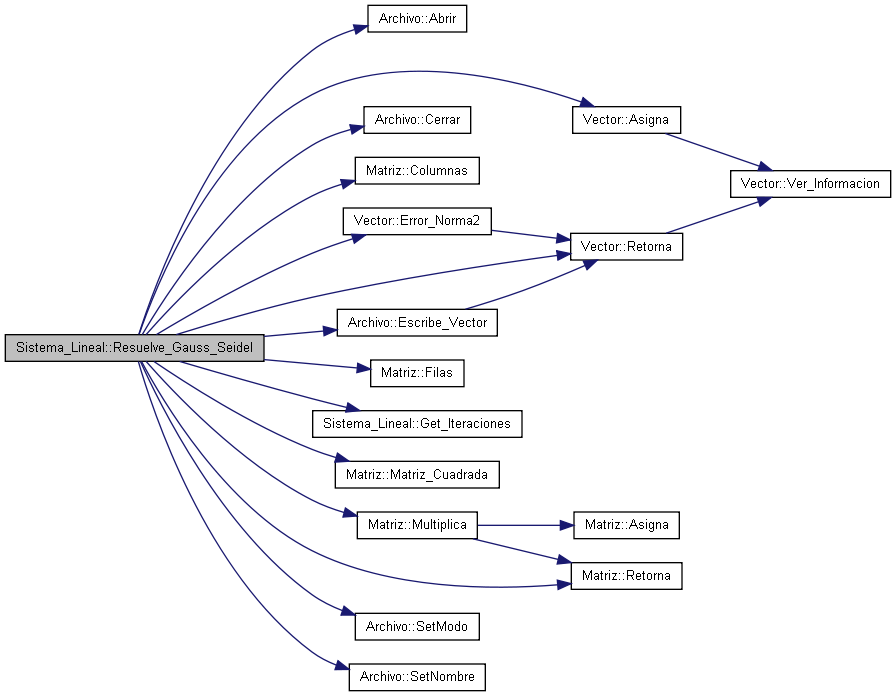 Archivo::Abrir
Vector::Asigna
Archivo::Cerrar
Matriz::Columnas
Vector::Ver_Informacion
Vector::Error_Norma2
Vector::Retorna
Archivo::Escribe_Vector
Sistema_Lineal::Resuelve_Gauss_Seidel
Matriz::Filas
Sistema_Lineal::Get_Iteraciones
Matriz::Matriz_Cuadrada
Matriz::Multiplica
Matriz::Asigna
Matriz::Retorna
Archivo::SetModo
Archivo::SetNombre